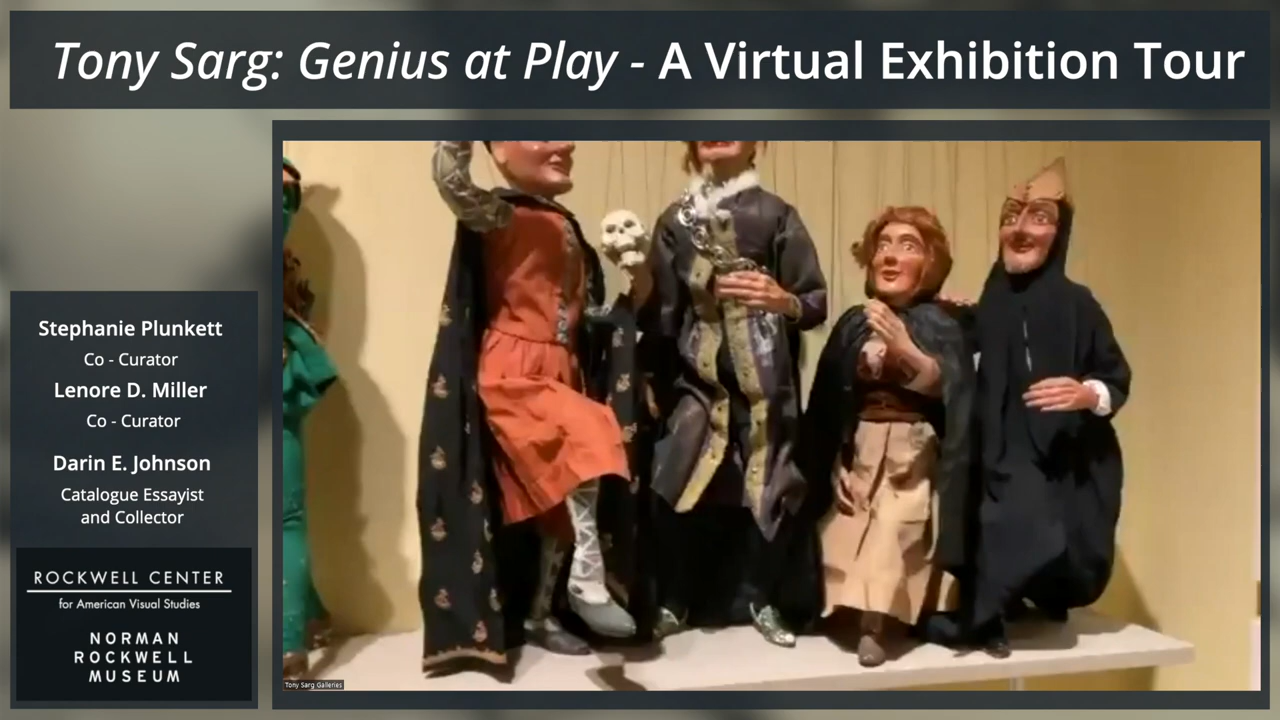 Tony Sarg: Genius at Play - A Virtual Exhibition Tour
Stephanie Plunkett
Co - Curator
Lenore D. Miller
Co - Curator
Darin E. Johnson
Catalogue Essayist
and Collector
ROCKWELL CENTER
for American Visual Studies
NORMAN
ROCKWELL
MUSEUM
Tony Sarg Galleries